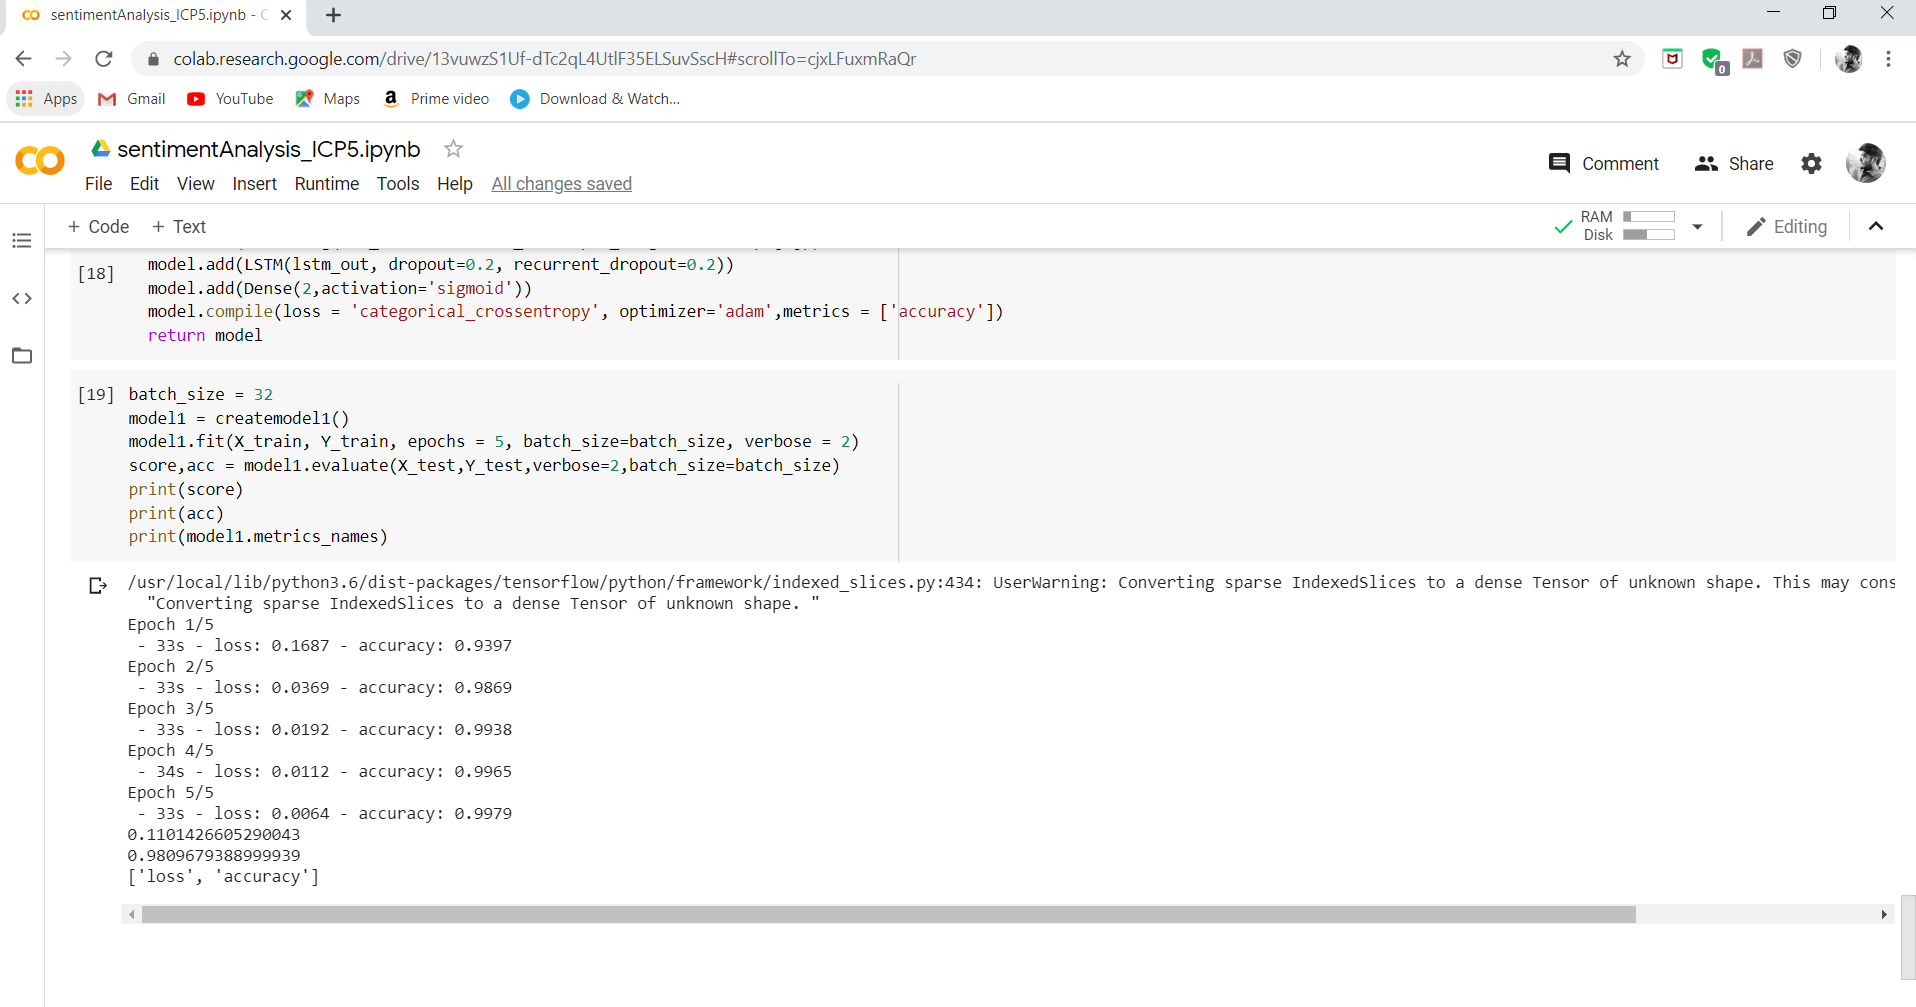 sentimentAnalysis_ICP5.ipynb - C
colab.research.google.com/drive/13vuwzS1Uf-dTc2qL4UtlF35ELSuvSscH#scrollTo=cjxLFuxmRaQr
0
Apps Gmail YouTube Maps Prime video Download & Watch...
sentimentAnalysis_ICP5.ipynb
Comment Share
File Edit View Insert Runtime Tools Help All changes saved
+ Code + Text
RAM
Disk
Editing
[18]
model.add(LSTM(lstm_out, dropout=0.2, recurrent_dropout=0.2))
model.add(Dense(2,activation='sigmoid'))
model.compile(loss = 'categorical_crossentropy', optimizer='adam',metrics = ['accuracy'])
return model
[19] batch_size = 32
model1 = createmodel1()
model1.fit(X_train, Y_train, epochs = 5, batch_size=batch_size, verbose = 2)
score,acc = model1.evaluate(X_test,Y_test,verbose=2,batch_size=batch_size)
print(score)
print(acc)
print(model1.metrics_names)
/usr/local/lib/python3.6/dist-packages/tensorflow/python/framework/indexed_slices.py:434: UserWarning: Converting sparse IndexedSlices to a dense Tensor of unknown shape. This may cons
"Converting sparse IndexedSlices to a dense Tensor of unknown shape. "
Epoch 1/5
- 33s - loss: 0.1687 - accuracy: 0.9397
Epoch 2/5
- 33s - loss: 0.0369 - accuracy: 0.9869
Epoch 3/5
- 33s - loss: 0.0192 - accuracy: 0.9938
Epoch 4/5
- 34s - loss: 0.0112 - accuracy: 0.9965
Epoch 5/5
- 33s - loss: 0.0064 - accuracy: 0.9979
0.1101426605290043
0.9809679388999939
['loss', 'accuracy']